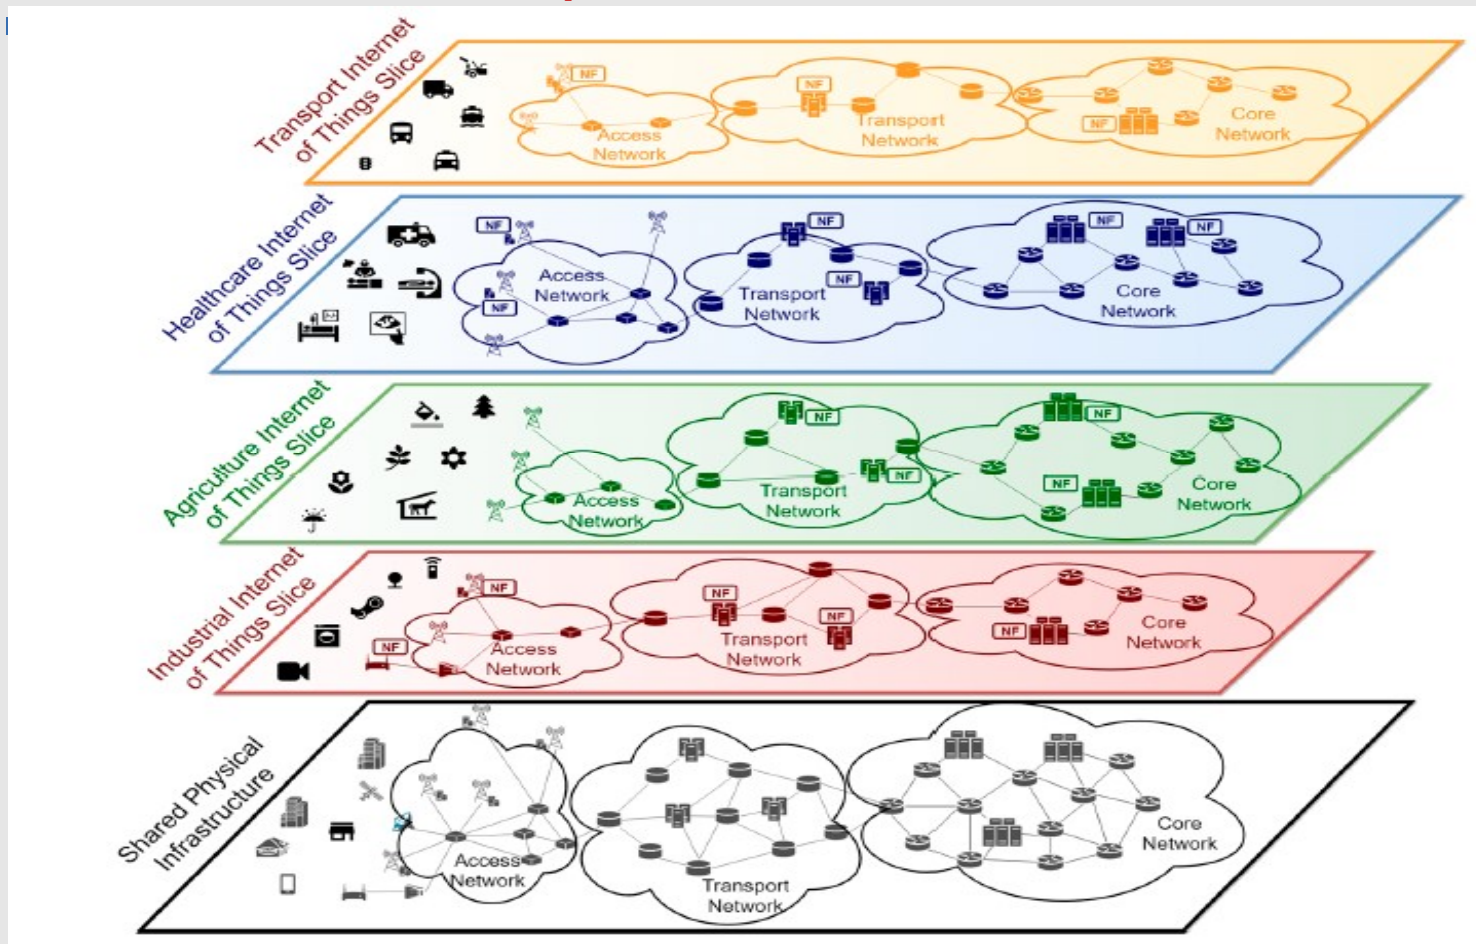 Transport Internet
of Things Slice
NF
Access
Network
NF
Transport
Network
NF
Core
Network
Healthcare Internet
of Things Slice
NF
NF
Access
Network
NF
NF
Transport
Network
NF
NF
Core
Network
Agriculture Internet
of Things Slice
Access
Network
NF
NF
Transport
Network
NF
NF
Core
Network
Industrial Internet
of Things Slice
NF
NF
Access
Network
NF
NF
Transport
Network
NF
Core
Network
Shared Physical
Infrastructure
Access
Network
Transport
Network
Core
Network